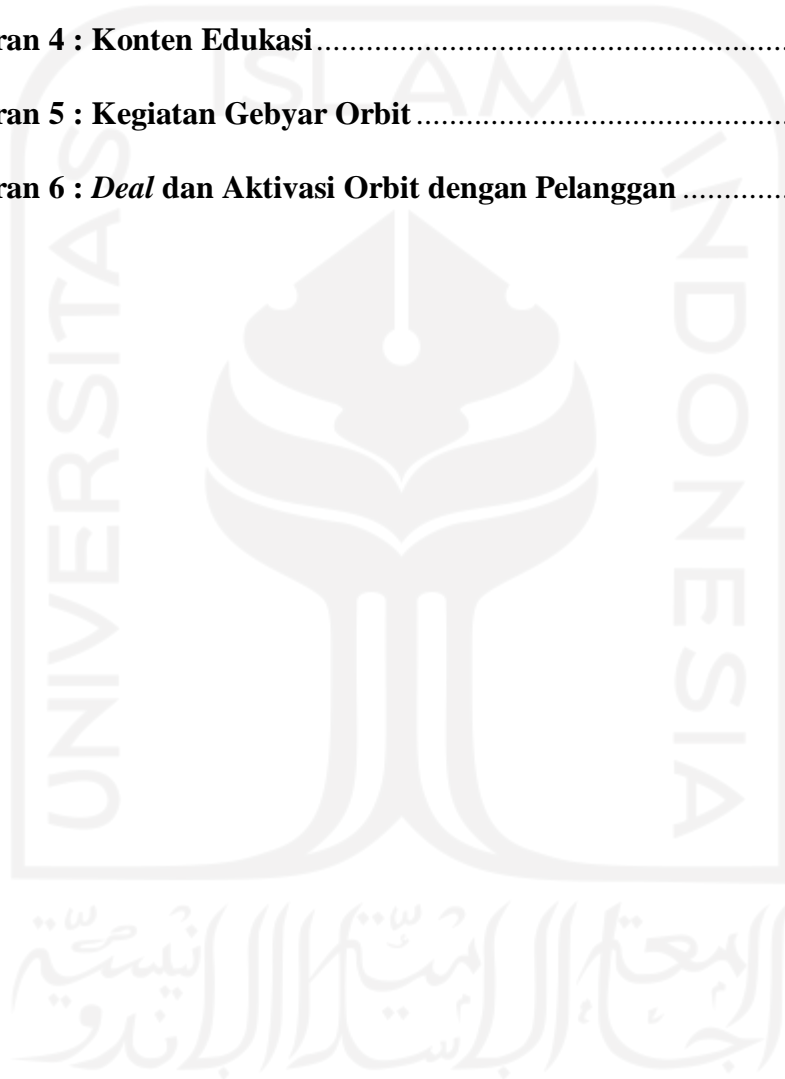 ran 4 : Konten Edukasi................................................
ran 5 : Kegiatan Gebyar Orbit......................................
ran 6 : Deal dan Aktivasi Orbit dengan Pelanggan.............
ISLAM
UNIVERSITAS
INDONESIA